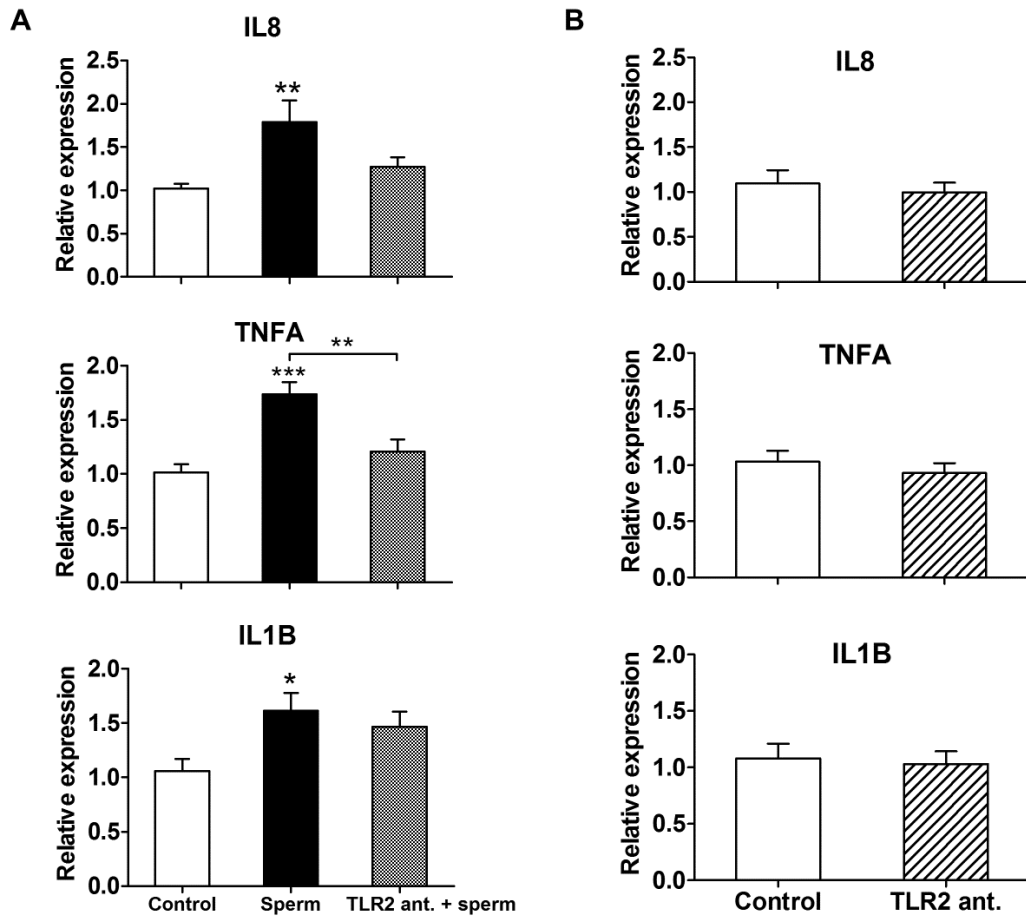 A
IL8
Relative expression
2.5
2.0
1.5
1.0
0.5
0.0
**
TNFA
Relative expression
2.0
1.5
1.0
0.5
0.0
***
**
IL1B
Relative expression
2.0
1.5
1.0
0.5
0.0
*
Control Sperm TLR2 ant. + sperm
B
IL8
Relative expression
2.5
2.0
1.5
1.0
0.5
0.0
TNFA
Relative expression
2.0
1.5
1.0
0.5
0.0
IL1B
Relative expression
2.0
1.5
1.0
0.5
0.0
Control TLR2 ant.